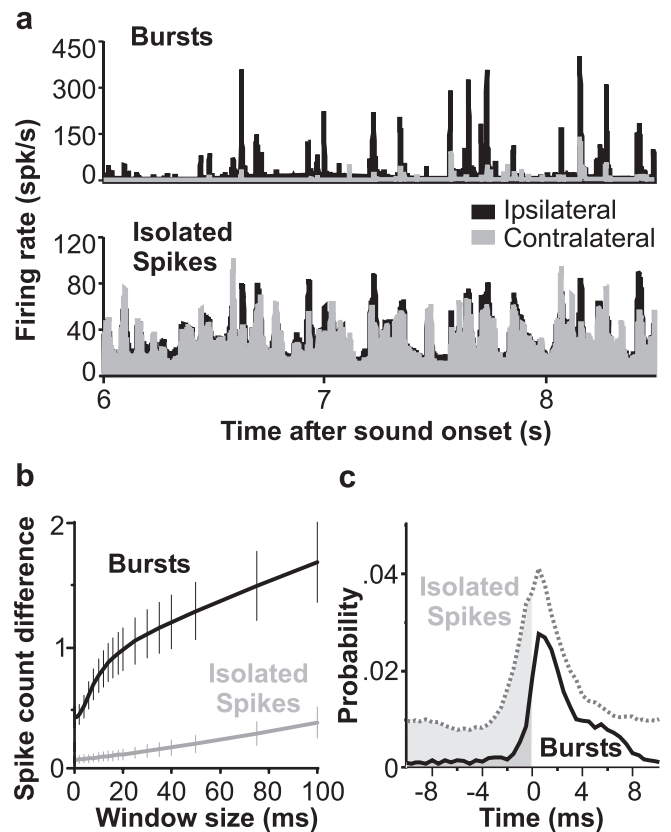 a
Bursts
450
300
150
0
Ipsilateral
Contralateral
Isolated
Spikes
120
80
40
0
Firing rate (spk/s)
6 7 8
Time after sound onset (s)
b
2
1
0
Spike count difference
Bursts
Isolated
Spikes
0 20 40 60 80 100
Window size (ms)
c
.04
.02
0
Probability
Isolated
Spikes
Bursts
-8 -4 0 4 8
Time (ms)